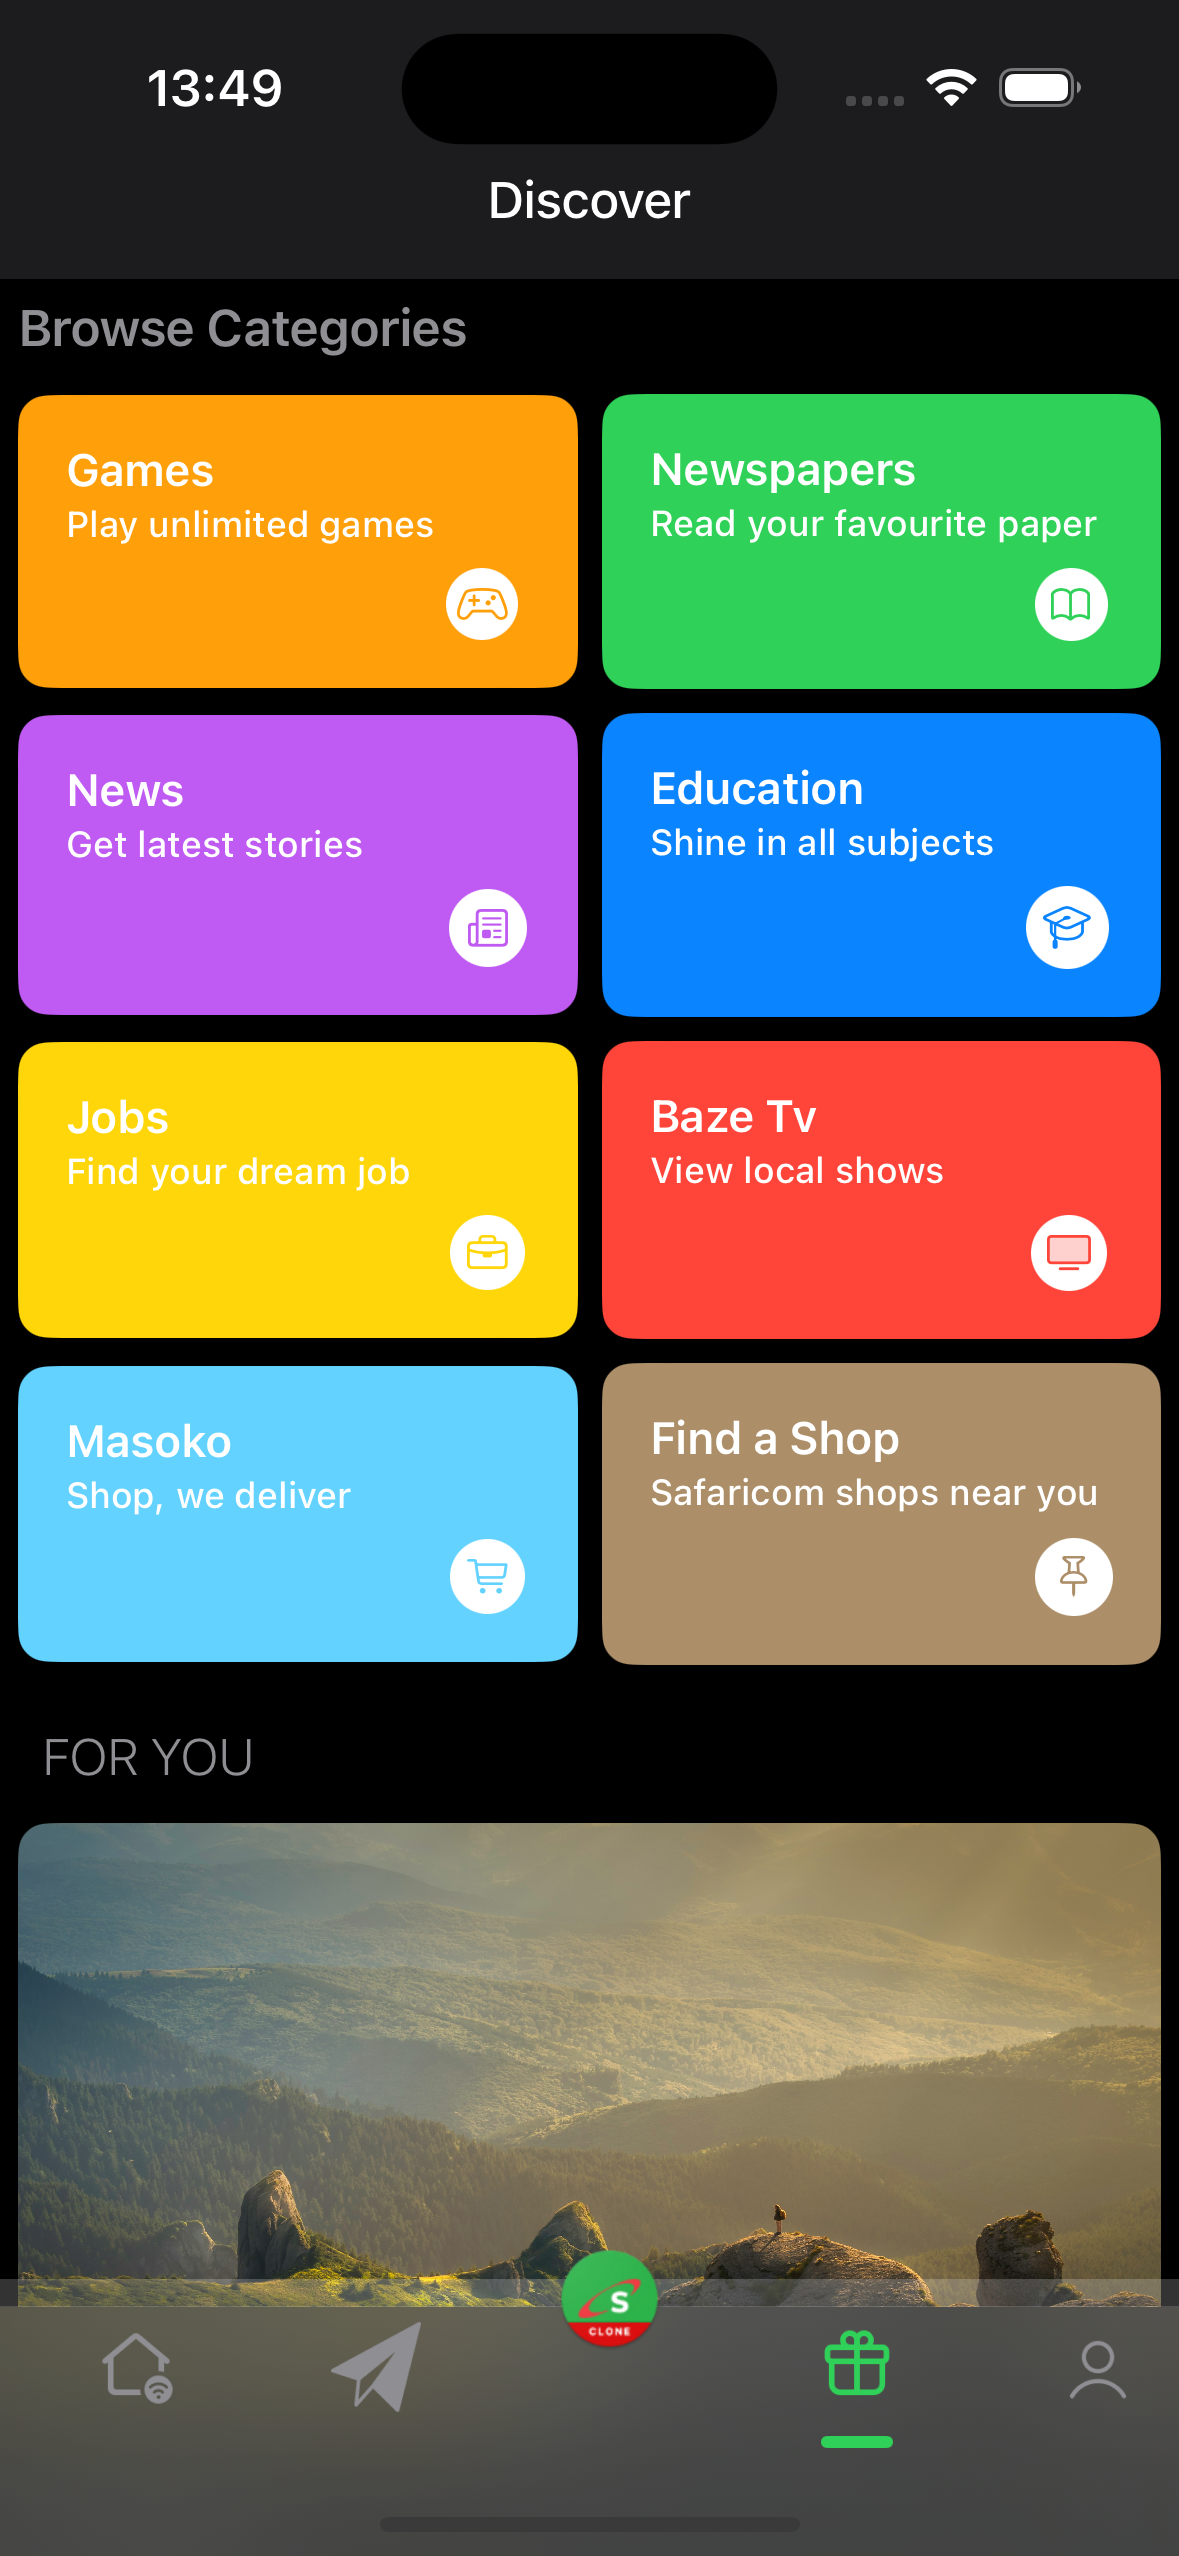 13:49
Discover
Browse Categories
Games
Play unlimited games
Newspapers
Read your favourite paper
News
Get latest stories
Education
Shine in all subjects
Jobs
Find your dream job
Baze Tv
View local shows
Masoko
Shop, we deliver
Find a Shop
Safaricom shops near you
FOR YOU
S
CLONE